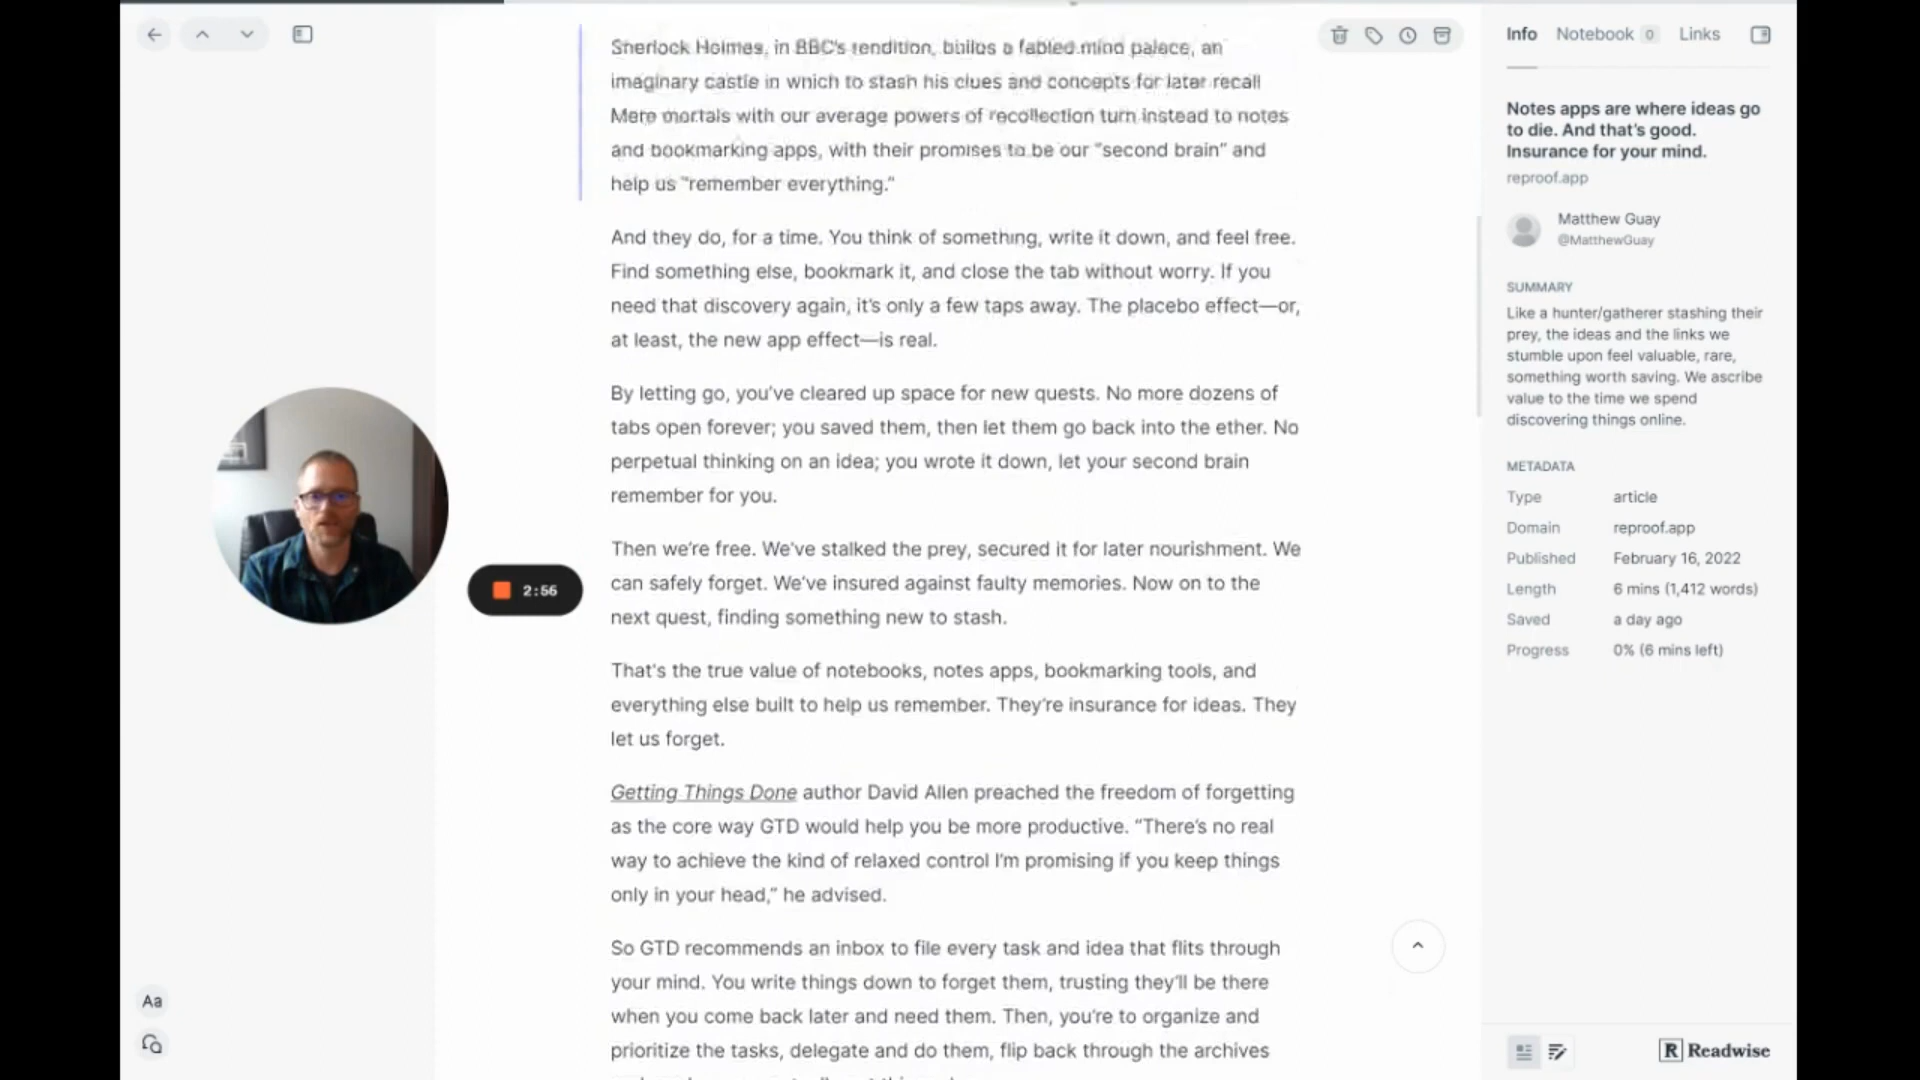 Sherlock Holmes, in BBC's rendition, builds a fabled mind palace, an
imaginary castle in which to stash his clues and concepts for later recall
Mere mortals with our average powers of recollection turn instead to notes
and bookmarking apps, with their promises to be our “second brain” and
help us “remember everything.”
And they do, for a time. You think of something, write it down, and feel free.
Find something else, bookmark it, and close the tab without worry. If you
need that discovery again, it’s only a few taps away. The placebo effect—or,
at least, the new app effect—is real.
By letting go, you’ve cleared up space for new quests. No more dozens of
tabs open forever; you saved them, then let them go back into the ether. No
perpetual thinking on an idea; you wrote it down, let your second brain
remember for you.
Then we’re free. We’ve stalked the prey, secured it for later nourishment. We
can safely forget. We’ve insured against faulty memories. Now on to the
next quest, finding something new to stash.
That’s the true value of notebooks, notes apps, bookmarking tools, and
everything else built to help us remember. They’re insurance for ideas. They
let us forget.
Getting Things Done author David Allen preached the freedom of forgetting
as the core way GTD would help you be more productive. “There’s no real
way to achieve the kind of relaxed control I’m promising if you keep things
only in your head,” he advised.
So GTD recommends an inbox to file every task and idea that flits through
your mind. You write things down to forget them, trusting they’ll be there
when you come back later and need them. Then, you’re to organize and
prioritize the tasks, delegate and do them, flip back through the archives
2:56
Aa
Info Notebook 0 Links
Notes apps are where ideas go
to die. And that’s good.
Insurance for your mind.
reproof.app
Matthew Guay
@MatthewGuay
SUMMARY
Like a hunter/gatherer stashing their
prey, the ideas and the links we
stumble upon feel valuable, rare,
something worth saving. We ascribe
value to the time we spend
discovering things online.
METADATA
Type article
Domain reproof.app
Published February 16, 2022
Length 6 mins (1,412 words)
Saved a day ago
Progress 0% (6 mins left)
R Readwise